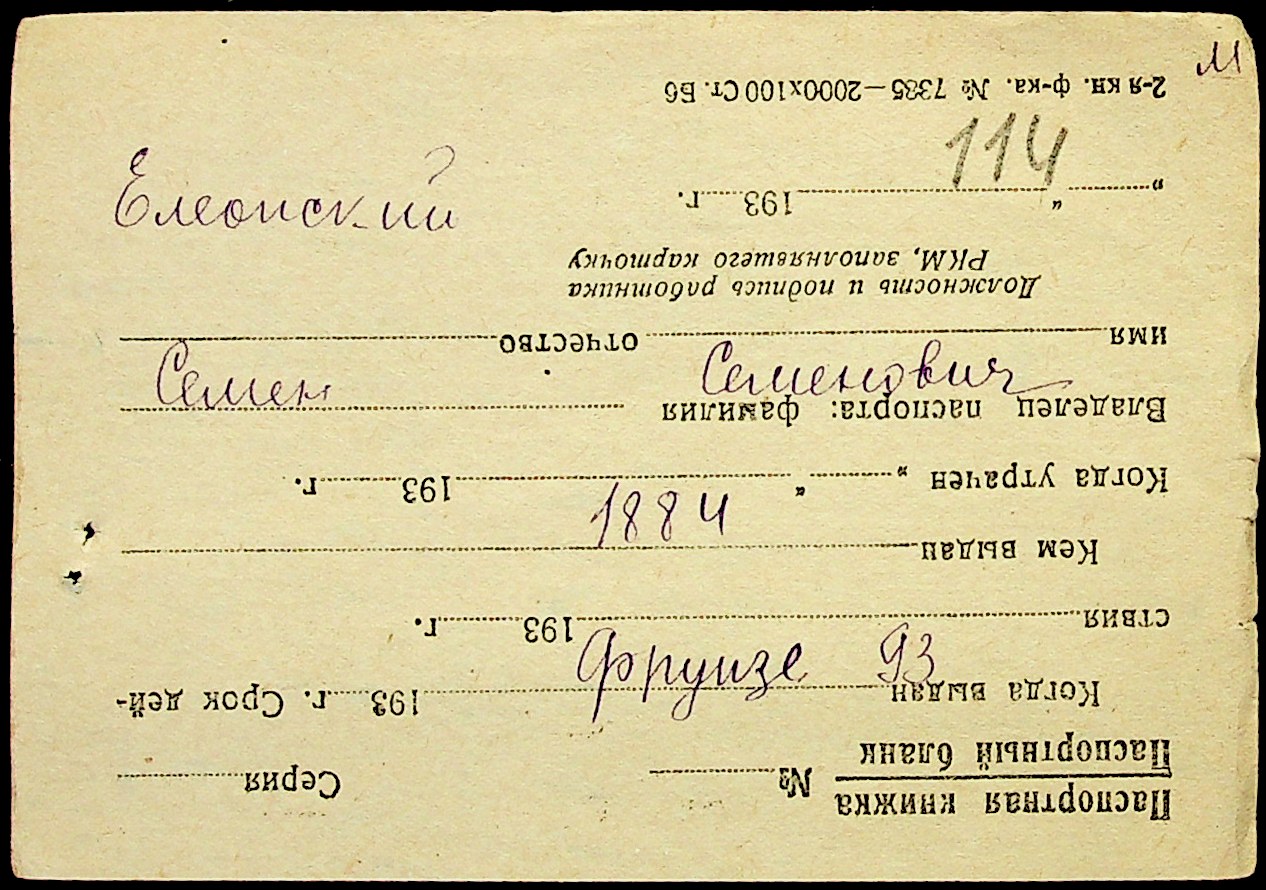 М
114
Елеонский
Семен Семенович
1884
Фрунзе 93
Паспортная книжка № Серия
Паспортный бланк
Когда выдан 193 г. Срок дей-
ствия 193 г.
Кем выдан
Когда утрачен „ “ 193 г.
Владелец паспорта: фамилия
имя отчество
Должность и подпись работника
РКМ, заполнявшего карточку
„ “ 193 г.
2-я кн. ф-ка. № 7385—2000х100 Ст. Бб